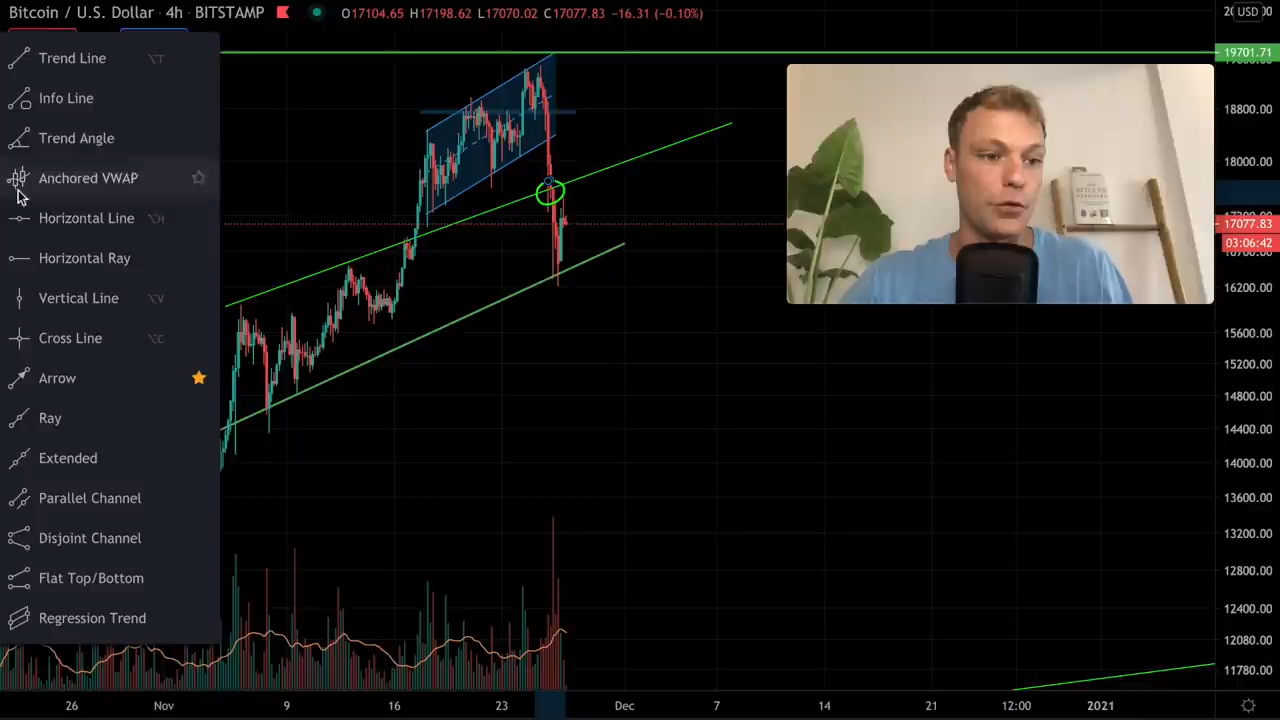 Bitcoin / U.S. Dollar 4h BITSTAMP O17104.65 H17198.62 L17070.02 C17077.83 -16.31 (-0.10%)
USD
Trend Line ⌥T
Info Line
Trend Angle
Anchored VWAP
Horizontal Line ⌥H
Horizontal Ray
Vertical Line ⌥V
Cross Line ⌥C
Arrow
Ray
Extended
Parallel Channel
Disjoint Channel
Flat Top/Bottom
Regression Trend
BITCOIN
STANDARD
19701.71
18800.00
18000.00
17077.83
03:06:42
16200.00
15600.00
15200.00
14800.00
14400.00
14000.00
13600.00
13200.00
12800.00
12400.00
12080.00
11780.00
26 Nov 9 16 23 Dec 7 14 21 12:00 2021